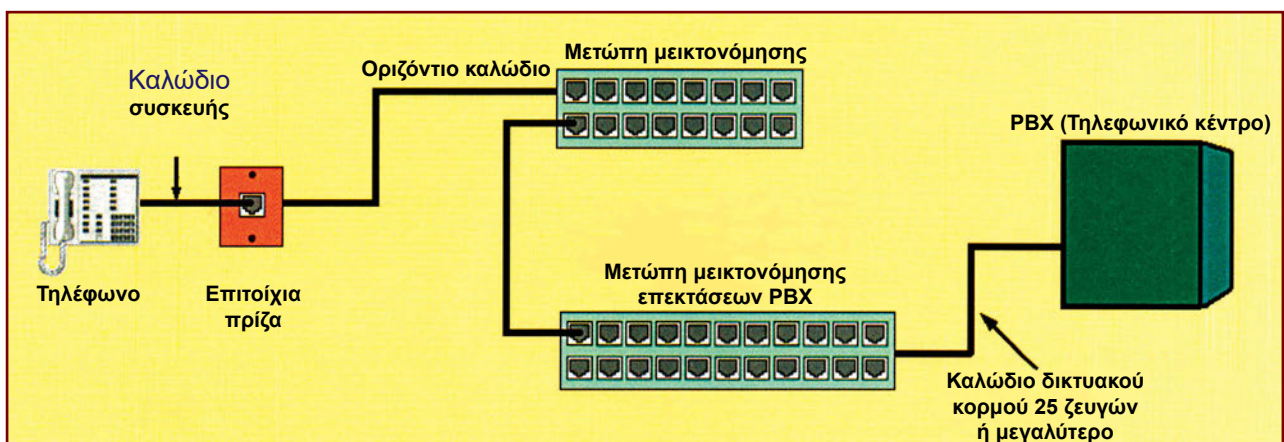 Καλώδιο
συσκευής
Οριζόντιο καλώδιο
Μετώπη μεικτονόμησης
PBX (Τηλεφωνικό κέντρο)
Τηλέφωνο
Επιτοίχια
πρίζα
Μετώπη μεικτονόμησης
επεκτάσεων PBX
Καλώδιο δικτυακού
κορμού 25 ζευγών
ή μεγαλύτερο